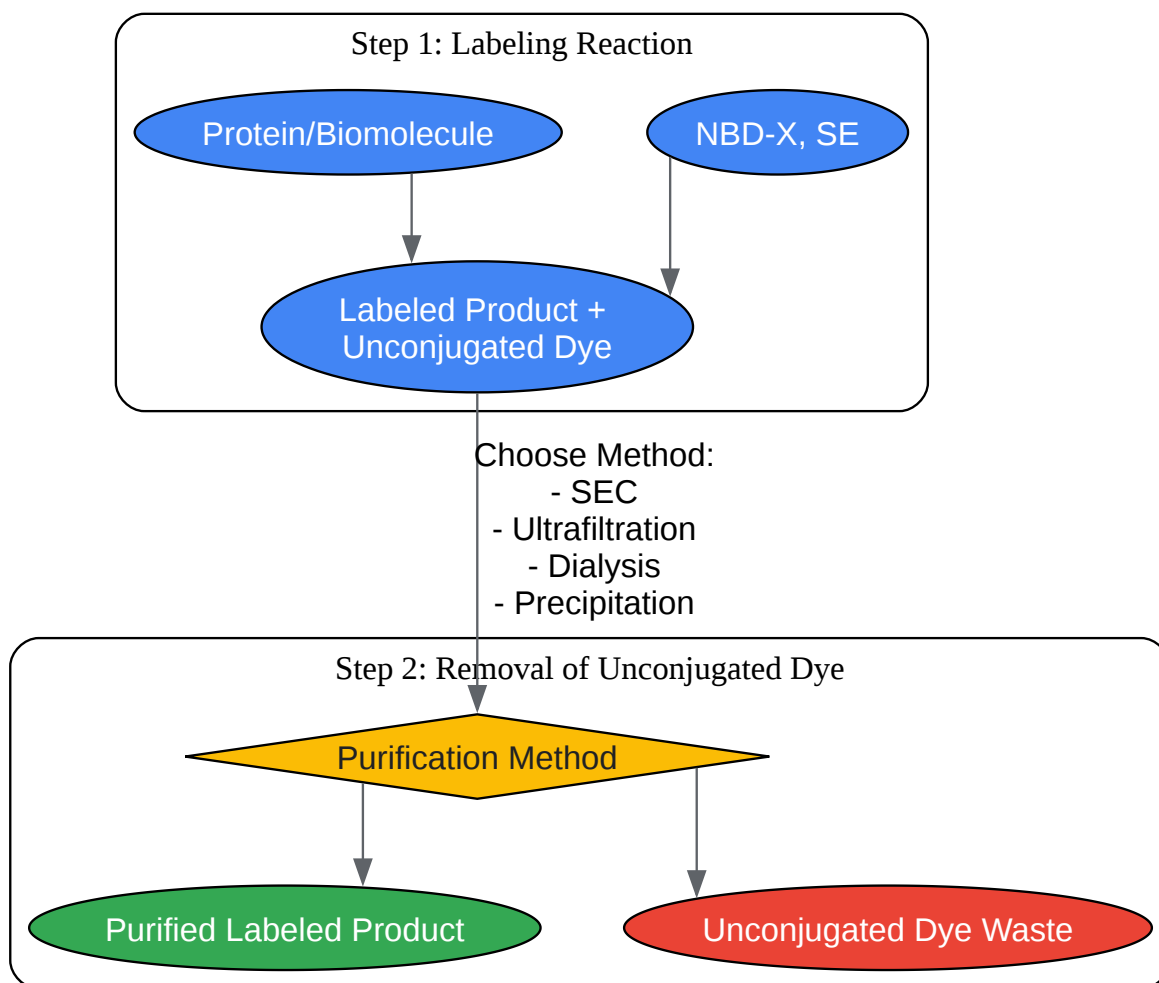 Step 1: Labeling Reaction
Protein/Biomolecule
NBD-X, SE
Labeled Product +
Unconjugated Dye
Choose Method:
- SEC
- Ultrafiltration
- Dialysis
- Precipitation
Step 2: Removal of Unconjugated Dye
Purification Method
Purified Labeled Product
Unconjugated Dye Waste